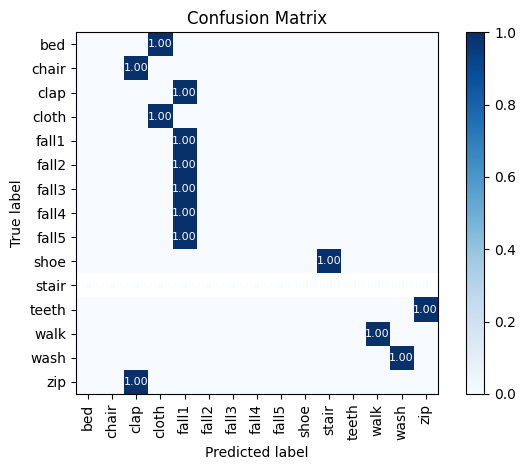 Confusion Matrix
True label
bed 1.00
chair 1.00
clap 1.00
cloth 1.00
fall1 1.00
fall2 1.00
fall3 1.00
fall4 1.00
fall5 1.00
shoe 1.00
stair
teeth 1.00
walk 1.00
wash 1.00
zip 1.00
bed chair clap cloth fall1 fall2 fall3 fall4 fall5 shoe stair teeth walk wash zip
Predicted label
1.0
0.8
0.6
0.4
0.2
0.0